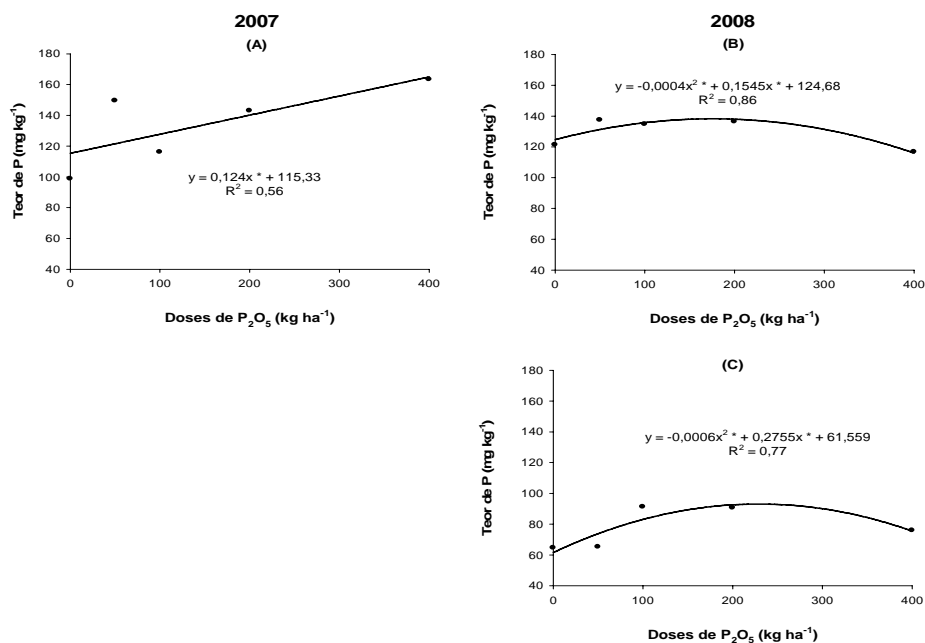 2007
(A)
Teor de P (mg kg⁻¹)
180
160
140
120
100
80
60
40
y = 0,124x * + 115,33
R² = 0,56
0 100 200 300 400
Doses de P₂O₅ (kg ha⁻¹)
2008
(B)
Teor de P (mg kg⁻¹)
180
160
140
120
100
80
60
40
y = -0,0004x² * + 0,1545x * + 124,68
R² = 0,86
0 100 200 300 400
Doses de P₂O₅ (kg ha⁻¹)
(C)
Teor de P (mg kg⁻¹)
180
160
140
120
100
80
60
40
y = -0,0006x² * + 0,2755x * + 61,559
R² = 0,77
0 100 200 300 400
Doses de P₂O₅ (kg ha⁻¹)